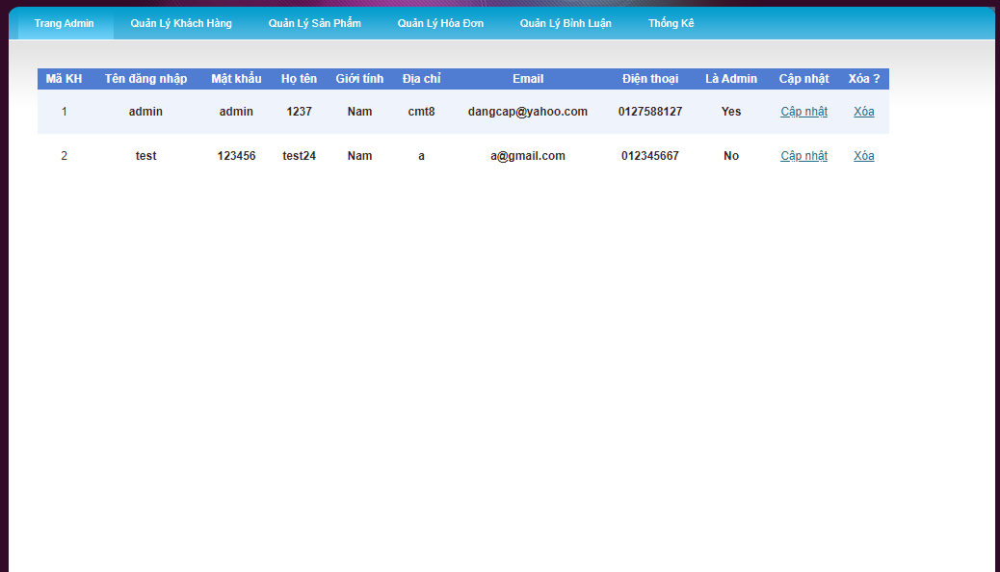 Trang Admin Quản Lý Khách Hàng Quản Lý Sản Phẩm Quản Lý Hóa Đơn Quản Lý Bình Luận Thống Kê
Mã KH Tên đăng nhập Mật khẩu Họ tên Giới tính Địa chỉ Email Điện thoại Là Admin Cập nhật Xóa ?
1 admin admin 1237 Nam cmt8 dangcap@yahoo.com 0127588127 Yes Cập nhật Xóa
2 test 123456 test24 Nam a a@gmail.com 012345667 No Cập nhật Xóa